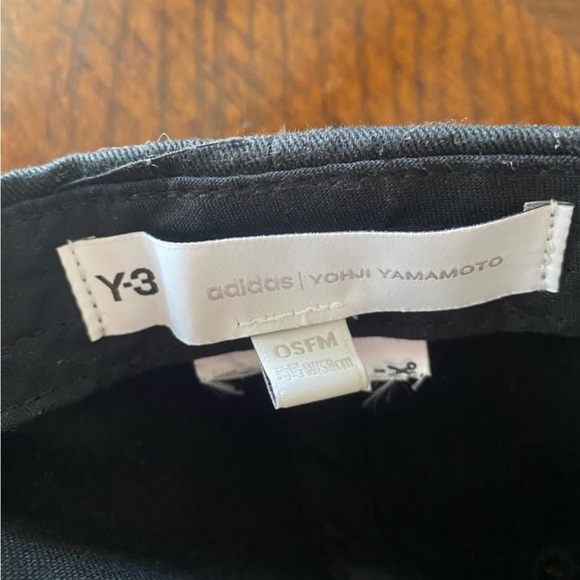 Y-3 adidas | YOHJI YAMAMOTO
OSFM